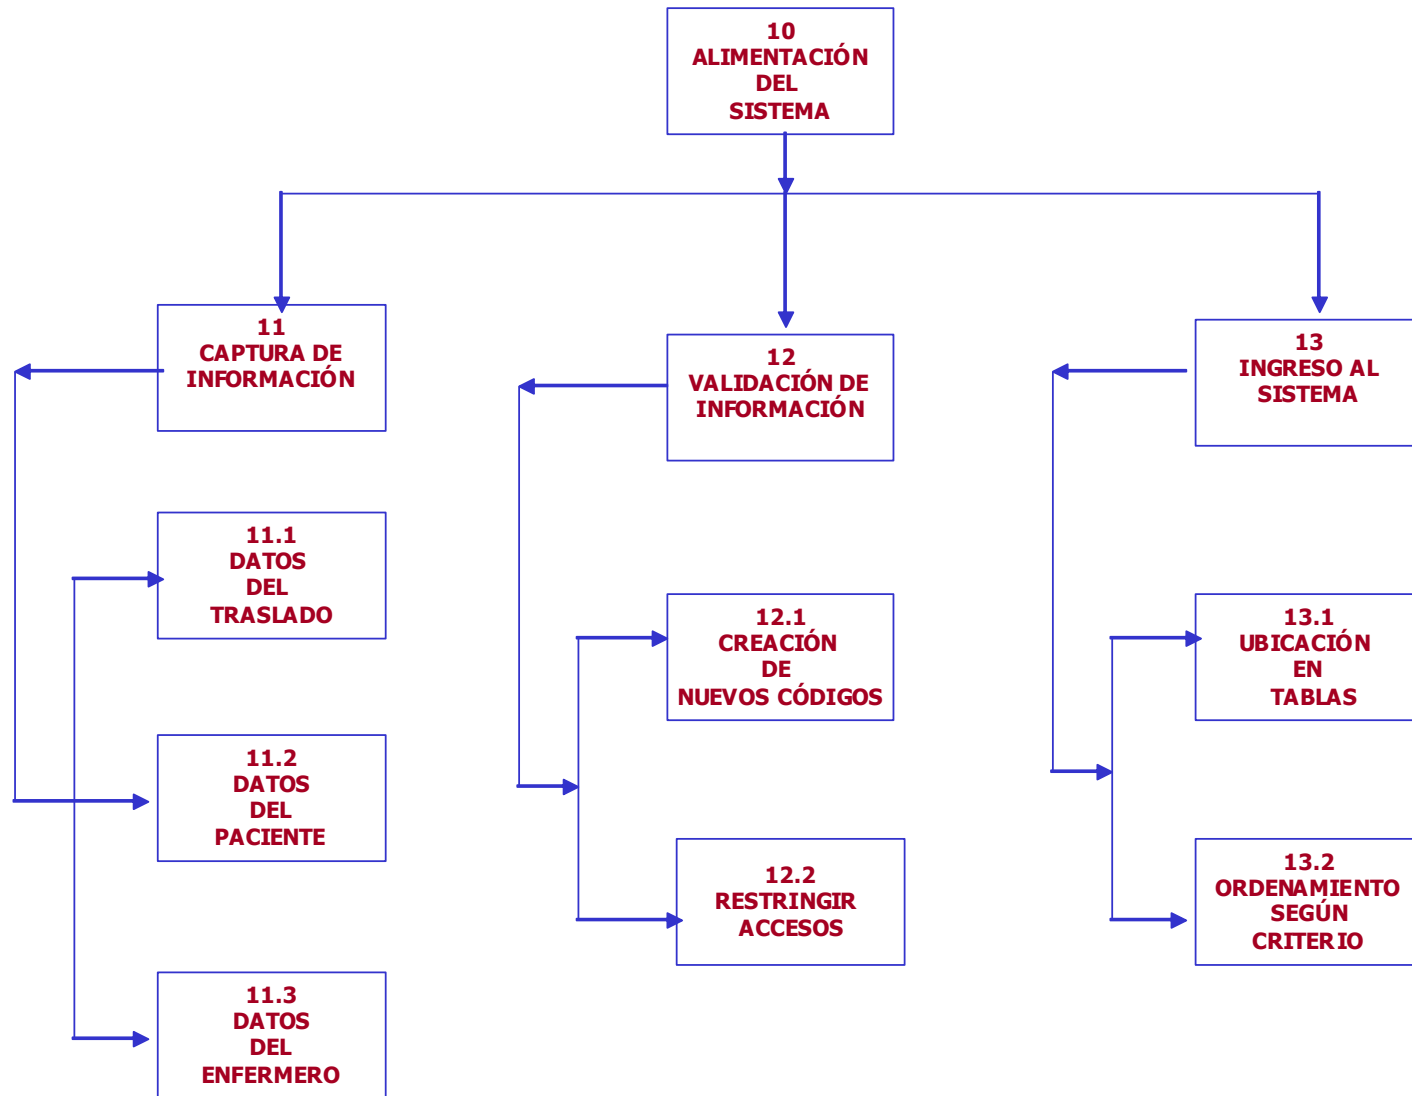 10
ALIMENTACIÓN
DEL
SISTEMA
11
CAPTURA DE
INFORMACIÓN
12
VALIDACIÓN DE
INFORMACIÓN
13
INGRESO AL
SISTEMA
11.1
DATOS
DEL
TRASLADO
12.1
CREACIÓN
DE
NUEVOS CÓDIGOS
13.1
UBICACIÓN
EN
TABLAS
11.2
DATOS
DEL
PACIENTE
12.2
RESTRINGIR
ACCESOS
13.2
ORDENAMIENTO
SEGÚN
CRITERIO
11.3
DATOS
DEL
ENFERMERO